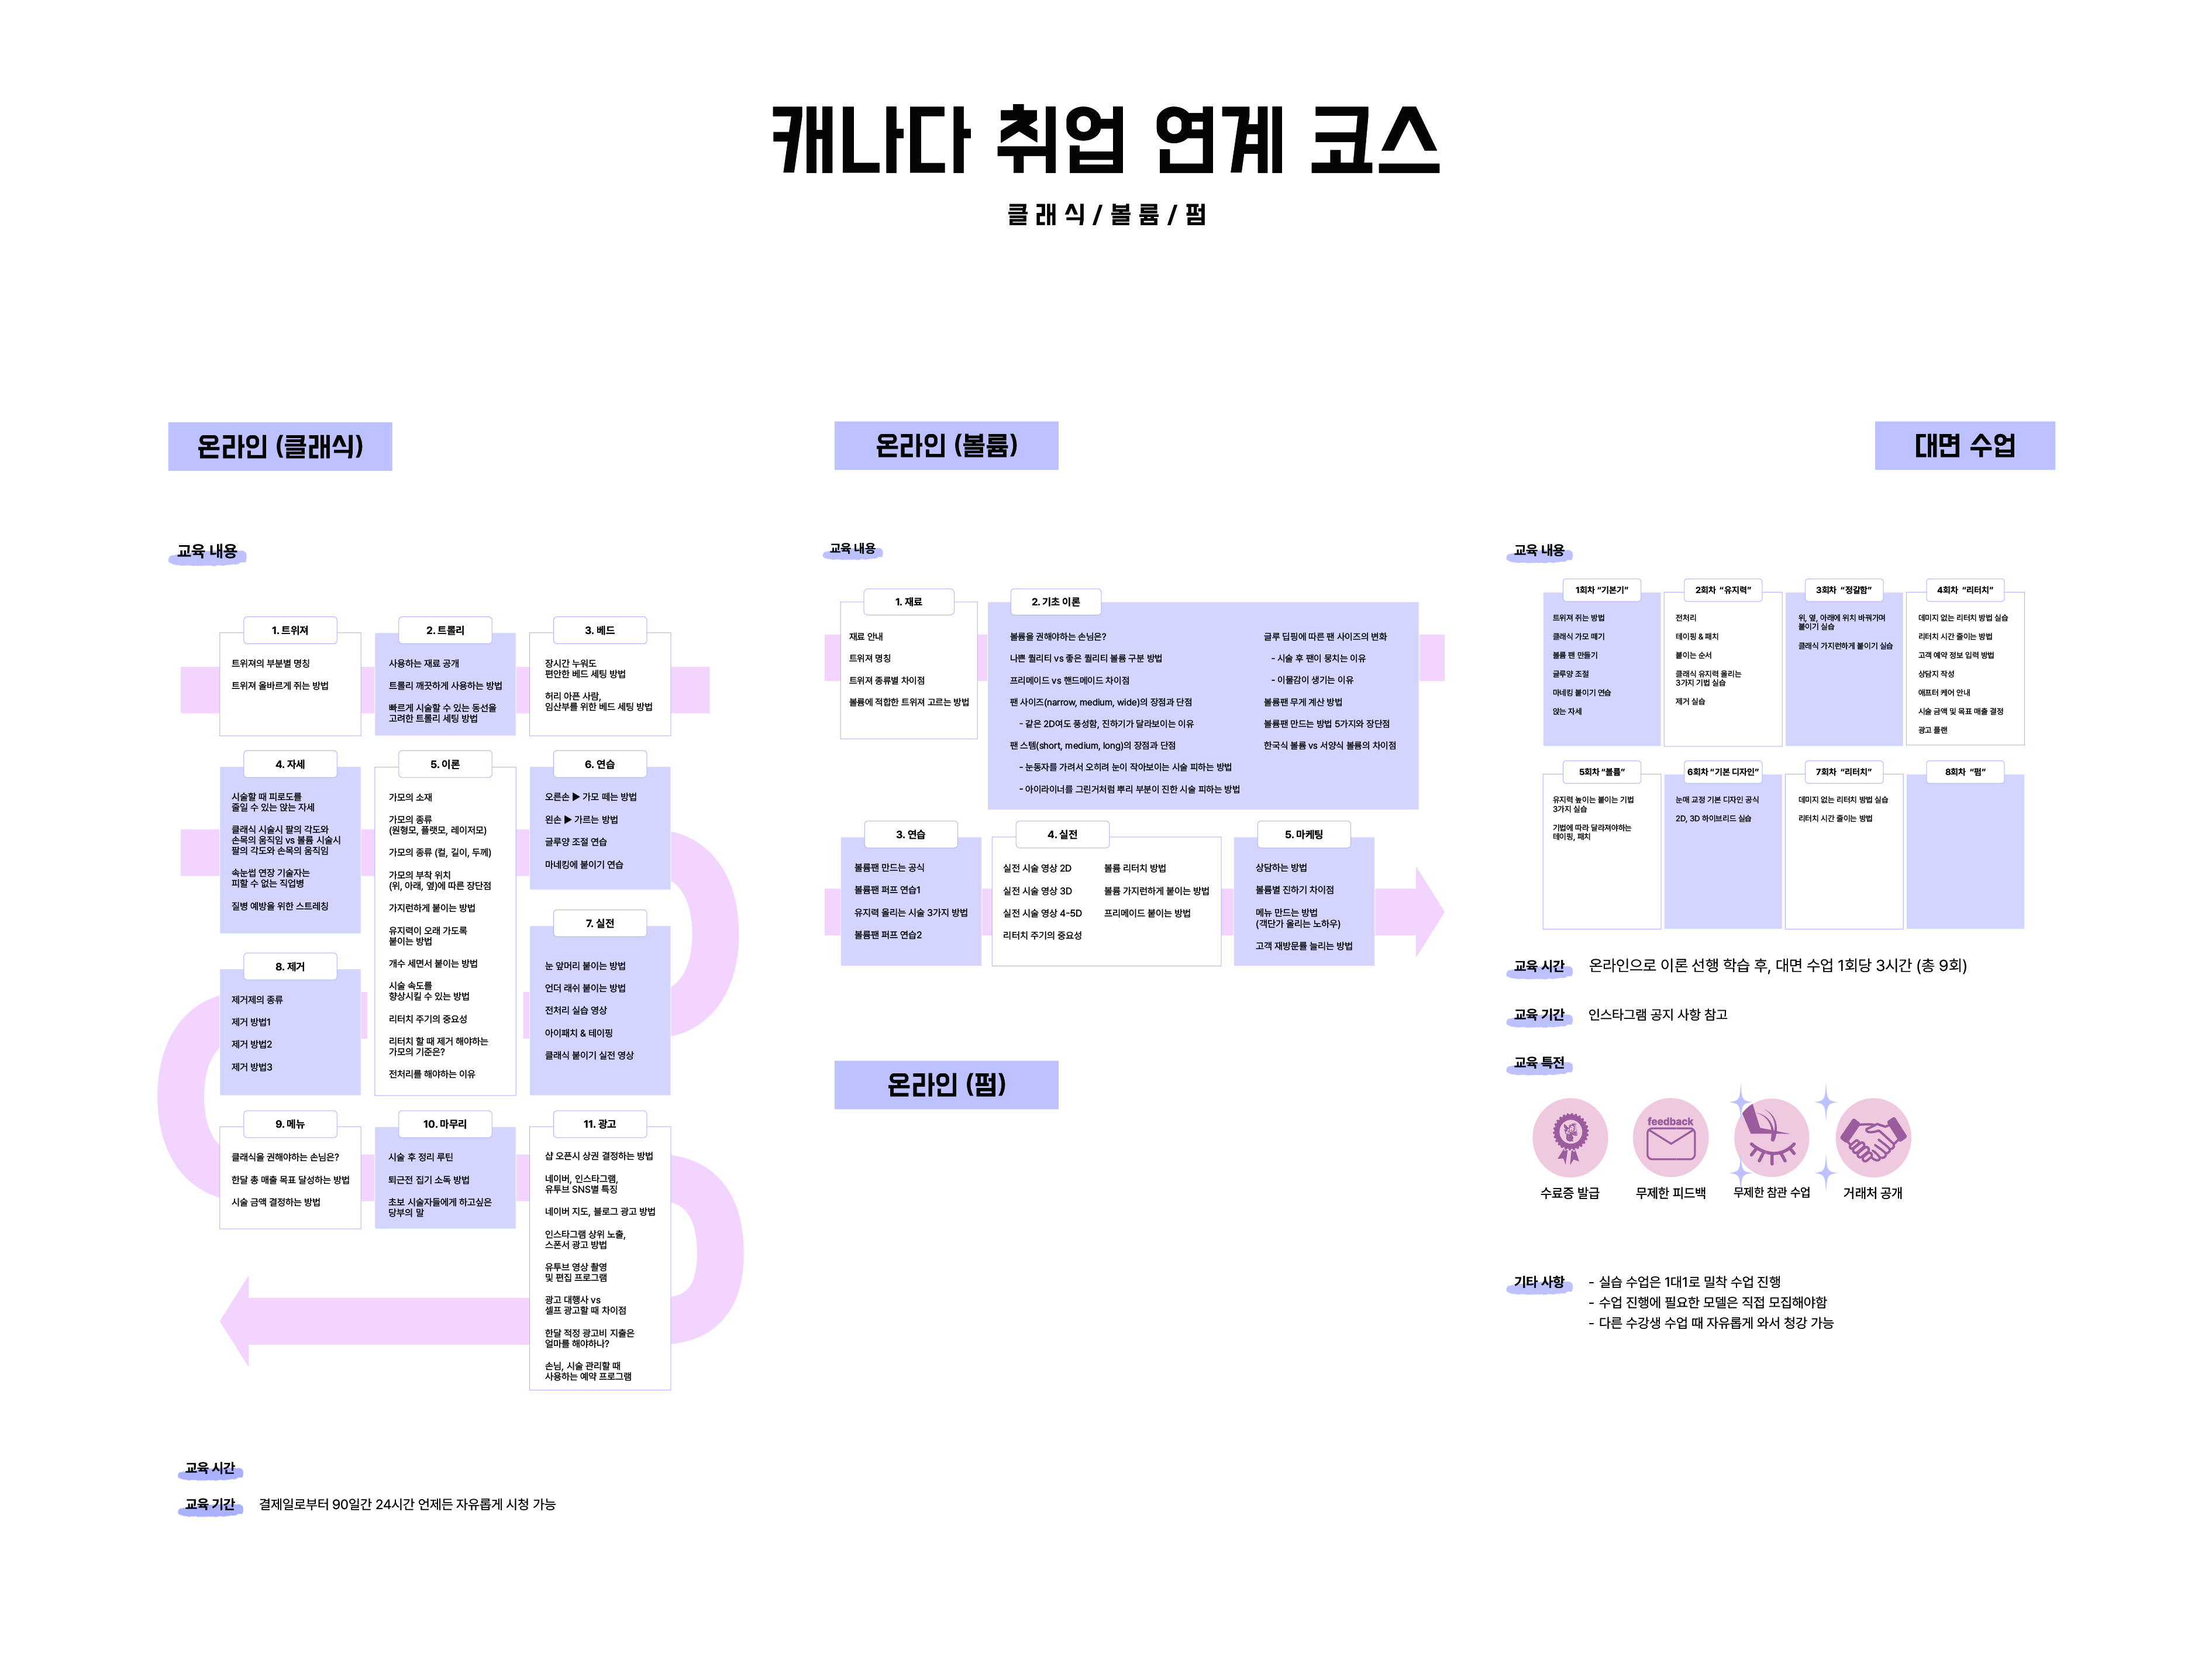 캐나다 취업 연계 코스
클래식/볼륨/펌
온라인 (클래식)
교육 내용
1. 트위져
트위져의 부분별 명칭
트위져 올바르게 쥐는 방법
2. 트롤리
사용하는 재료 공개
트롤리 깨끗하게 사용하는 방법
빠르게 시술할 수 있는 동선을
고려한 트롤리 세팅 방법
3. 베드
장시간 누워도
편안한 베드 세팅 방법
허리 아픈 사람,
임산부를 위한 베드 세팅 방법
4. 자세
시술할 때 피로도를
줄일 수 있는 앉는 자세
클래식 시술시 팔의 각도와
손목의 움직임 vs 볼륨 시술시
팔의 각도와 손목의 움직임
속눈썹 연장 기술자는
피할 수 없는 직업병
질병 예방을 위한 스트레칭
5. 이론
가모의 소재
가모의 종류
(원형모, 플랫모, 레이저모)
가모의 종류 (컬, 길이, 두께)
가모의 부착 위치
(위, 아래, 옆)에 따른 장단점
가지런하게 붙이는 방법
유지력이 오래 가도록
붙이는 방법
개수 세면서 붙이는 방법
시술 속도를
향상시킬 수 있는 방법
리터치 주기의 중요성
리터치 할 때 제거 해야하는
가모의 기준은?
전처리를 해야하는 이유
6. 연습
오른손 ▶ 가모 떼는 방법
왼손 ▶ 가르는 방법
글루양 조절 연습
마네킹에 붙이기 연습
7. 실전
눈 앞머리 붙이는 방법
언더 래쉬 붙이는 방법
전처리 실습 영상
아이패치 & 테이핑
클래식 붙이기 실전 영상
8. 제거
제거제의 종류
제거 방법1
제거 방법2
제거 방법3
9. 메뉴
클래식을 권해야하는 손님은?
한달 총 매출 목표 달성하는 방법
시술 금액 결정하는 방법
10. 마무리
시술 후 정리 루틴
퇴근전 집기 소독 방법
초보 시술자들에게 하고싶은
당부의 말
11. 광고
샵 오픈시 상권 결정하는 방법
네이버, 인스타그램,
유투브 SNS별 특징
네이버 지도, 블로그 광고 방법
인스타그램 상위 노출,
스폰서 광고 방법
유투브 영상 촬영
및 편집 프로그램
광고 대행사 vs
셀프 광고할 때 차이점
한달 적정 광고비 지출은
얼마를 해야하나?
손님, 시술 관리할 때
사용하는 예약 프로그램
교육 시간
교육 기간
결제일로부터 90일간 24시간 언제든 자유롭게 시청 가능
온라인 (볼륨)
교육 내용
1. 재료
재료 안내
트위져 명칭
트위져 종류별 차이점
볼륨에 적합한 트위져 고르는 방법
2. 기초 이론
볼륨을 권해야하는 손님은?
나쁜 퀄리티 vs 좋은 퀄리티 볼륨 구분 방법
프리메이드 vs 핸드메이드 차이점
팬 사이즈(narrow, medium, wide)의 장점과 단점
- 같은 2D여도 풍성함, 진하기가 달라보이는 이유
팬 스템(short, medium, long)의 장점과 단점
- 눈동자를 가려서 오히려 눈이 작아보이는 시술 피하는 방법
- 아이라이너를 그린거처럼 뿌리 부분이 진한 시술 피하는 방법
글루 딥핑에 따른 팬 사이즈의 변화
- 시술 후 팬이 뭉치는 이유
- 이물감이 생기는 이유
볼륨팬 무게 계산 방법
볼륨팬 만드는 방법 5가지와 장단점
한국식 볼륨 vs 서양식 볼륨의 차이점
3. 연습
볼륨팬 만드는 공식
볼륨팬 퍼프 연습1
유지력 올리는 시술 3가지 방법
볼륨팬 퍼프 연습2
4. 실전
실전 시술 영상 2D
실전 시술 영상 3D
실전 시술 영상 4-5D
리터치 주기의 중요성
볼륨 리터치 방법
볼륨 가지런하게 붙이는 방법
프리메이드 붙이는 방법
5. 마케팅
상담하는 방법
볼륨별 진하기 차이점
메뉴 만드는 방법
(객단가 올리는 노하우)
고객 재방문률 늘리는 방법
온라인 (펌)
대면 수업
교육 내용
1회차 “기본기”
트위져 쥐는 방법
클래식 가모 떼기
볼륨 팬 만들기
글루양 조절
마네킹 붙이기 연습
앉는 자세
2회차 “유지력”
전처리
테이핑 & 패치
붙이는 순서
클래식 유지력 올리는
3가지 기법 실습
제거 실습
3회차 “정갈함”
위, 옆, 아래에 위치 바꿔가며
붙이기 실습
클래식 가지런하게 붙이기 실습
4회차 “리터치”
데미지 없는 리터치 방법 실습
리터치 시간 줄이는 방법
고객 예약 정보 입력 방법
상담지 작성
애프터 케어 안내
시술 금액 및 목표 매출 결정
광고 플랜
5회차 “볼륨”
유지력 높이는 붙이는 기법
3가지 실습
기법에 따라 달라져야하는
테이핑, 패치
6회차 “기본 디자인”
눈매 교정 기본 디자인 공식
2D, 3D 하이브리드 실습
7회차 “리터치”
데미지 없는 리터치 방법 실습
리터치 시간 줄이는 방법
8회차 “펌”
교육 시간
온라인으로 이론 선행 학습 후, 대면 수업 1회당 3시간 (총 9회)
교육 기간
인스타그램 공지 사항 참고
교육 특전
feedback
수료증 발급
무제한 피드백
무제한 참관 수업
거래처 공개
기타 사항
- 실습 수업은 1대1로 밀착 수업 진행
- 수업 진행에 필요한 모델은 직접 모집해야함
- 다른 수강생 수업 때 자유롭게 와서 청강 가능